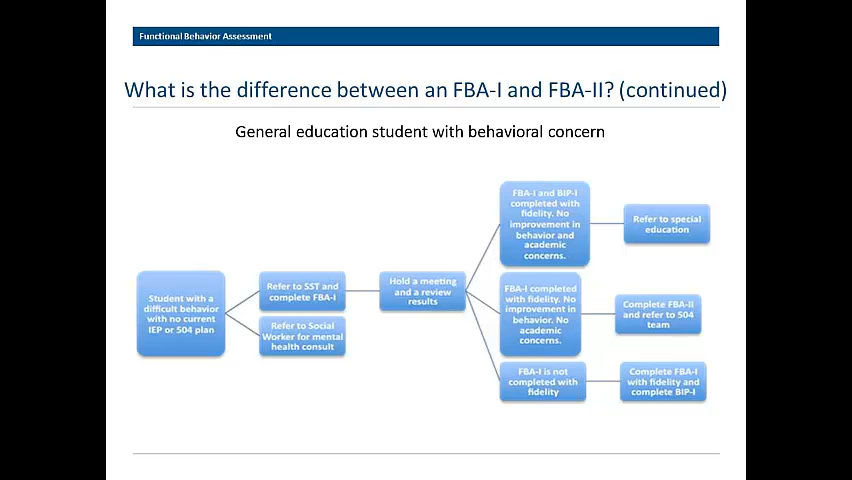 Functional Behavior Assessment
What is the difference between an FBA-I and FBA-II? (continued)
General education student with behavioral concern
Student with a
difficult behavior
with no current
IEP or 504 plan
Refer to SST and
complete FBA-I
Refer to Social
Worker for mental
health consult
Hold a meeting
and a review
results
FBA-I and BIP-I
completed with
fidelity. No
improvement in
behavior and
academic
concerns.
Refer to special
education
FBA-I completed
with fidelity. No
improvement in
behavior. No
academic
concerns.
Complete FBA-II
and refer to 504
team
FBA-I is not
completed with
fidelity
Complete FBA-I
with fidelity and
complete BIP-I